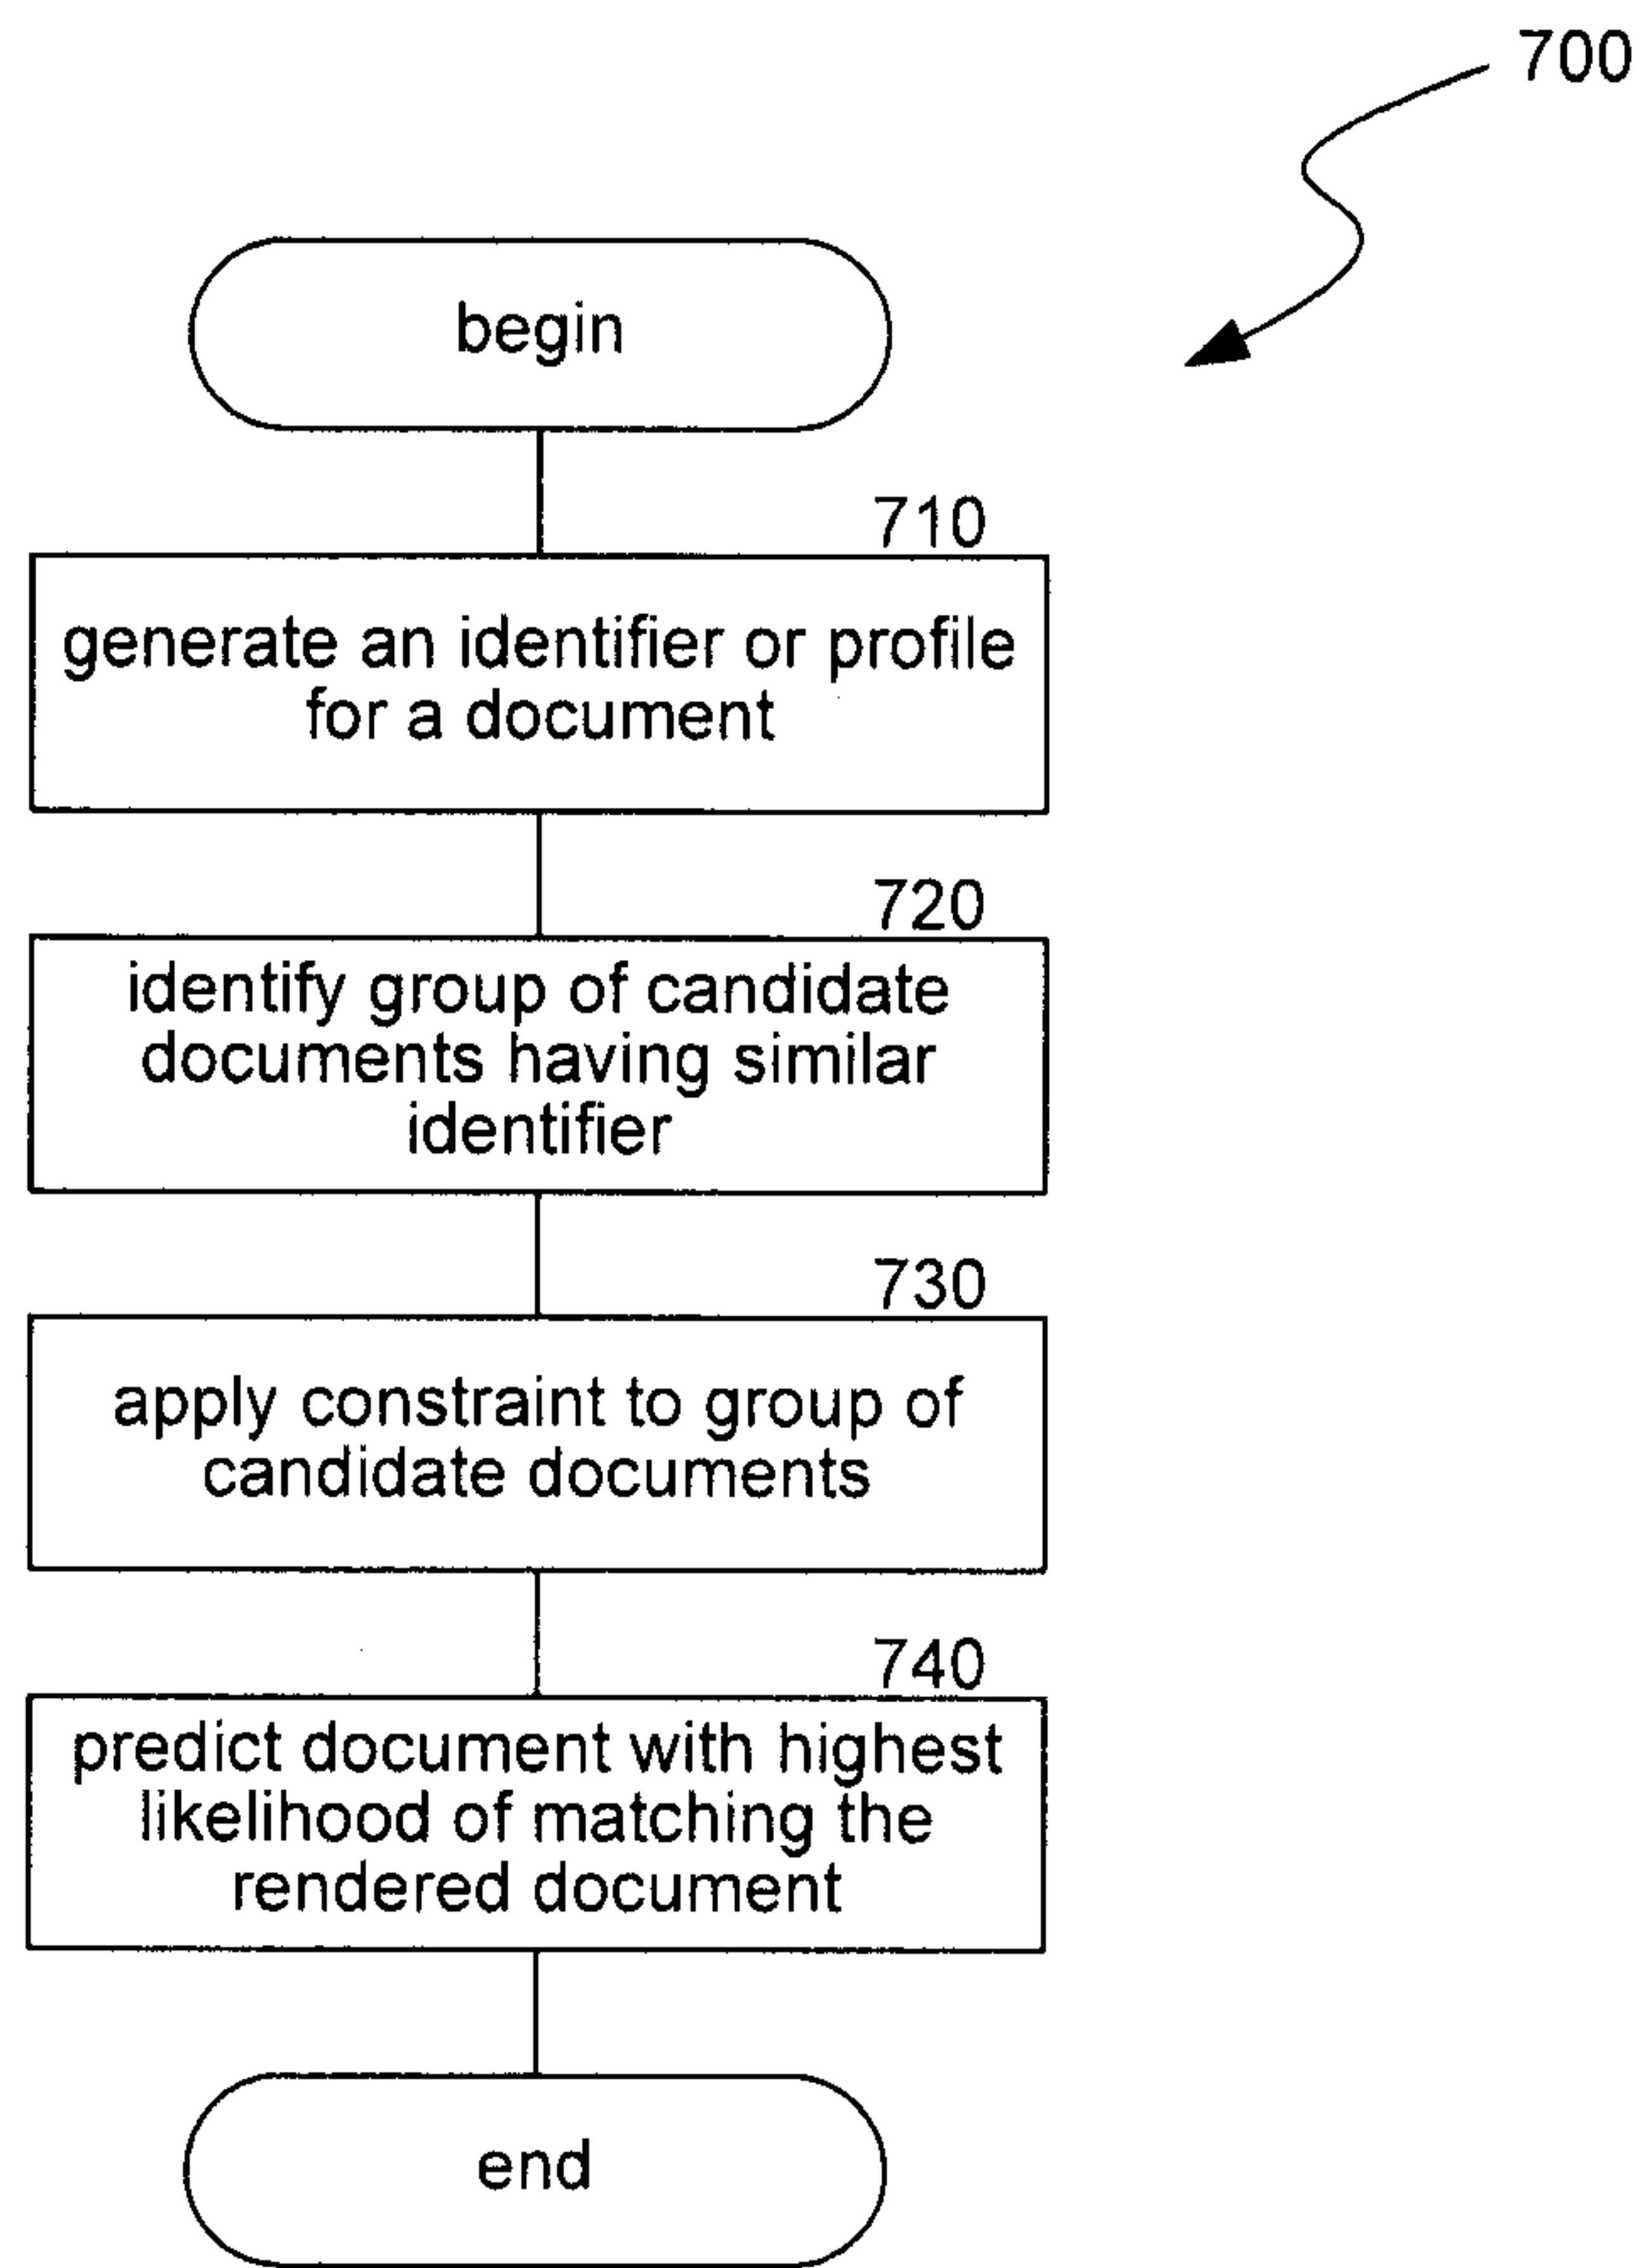 700
begin
710
generate an identifier or profile
for a document
720
identify group of candidate
documents having similar
identifier
730
apply constraint to group of
candidate documents
740
predict document with highest
likelihood of matching the
rendered document
end